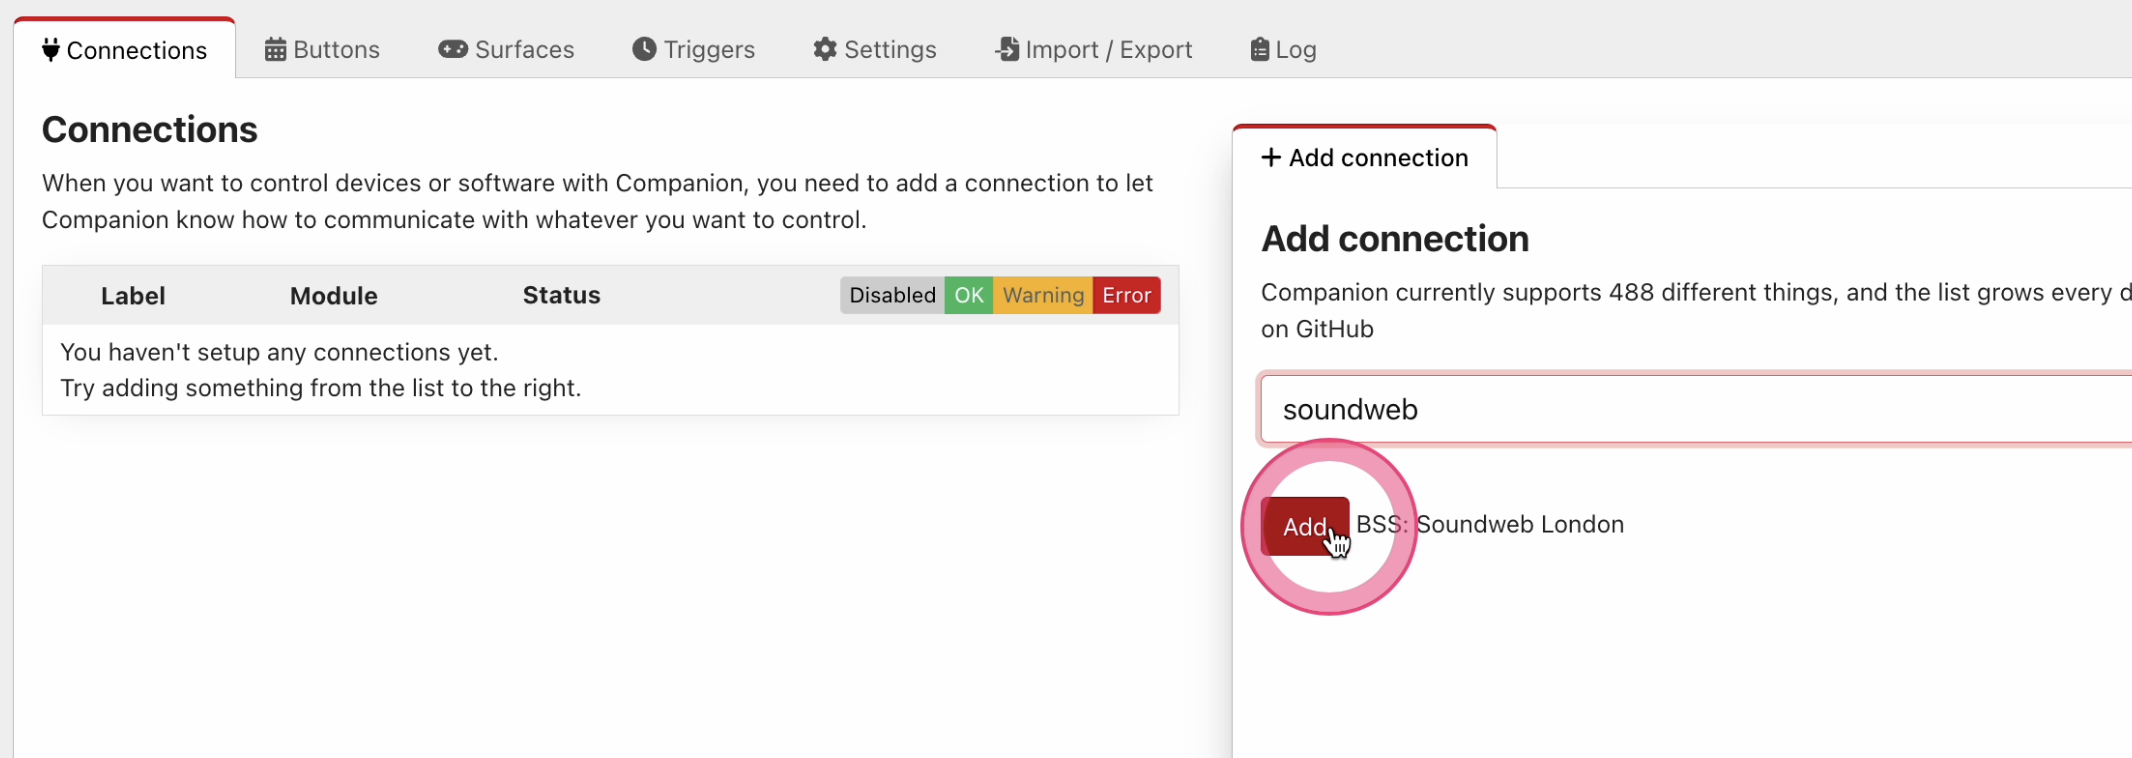 Connections
Buttons
Surfaces
Triggers
Settings
Import / Export
Log
Connections
When you want to control devices or software with Companion, you need to add a connection to let
Companion know how to communicate with whatever you want to control.
Label Module Status Disabled OK Warning Error
You haven't setup any connections yet.
Try adding something from the list to the right.
+ Add connection
Add connection
Companion currently supports 488 different things, and the list grows every d
on GitHub
soundweb
Add BSS: Soundweb London